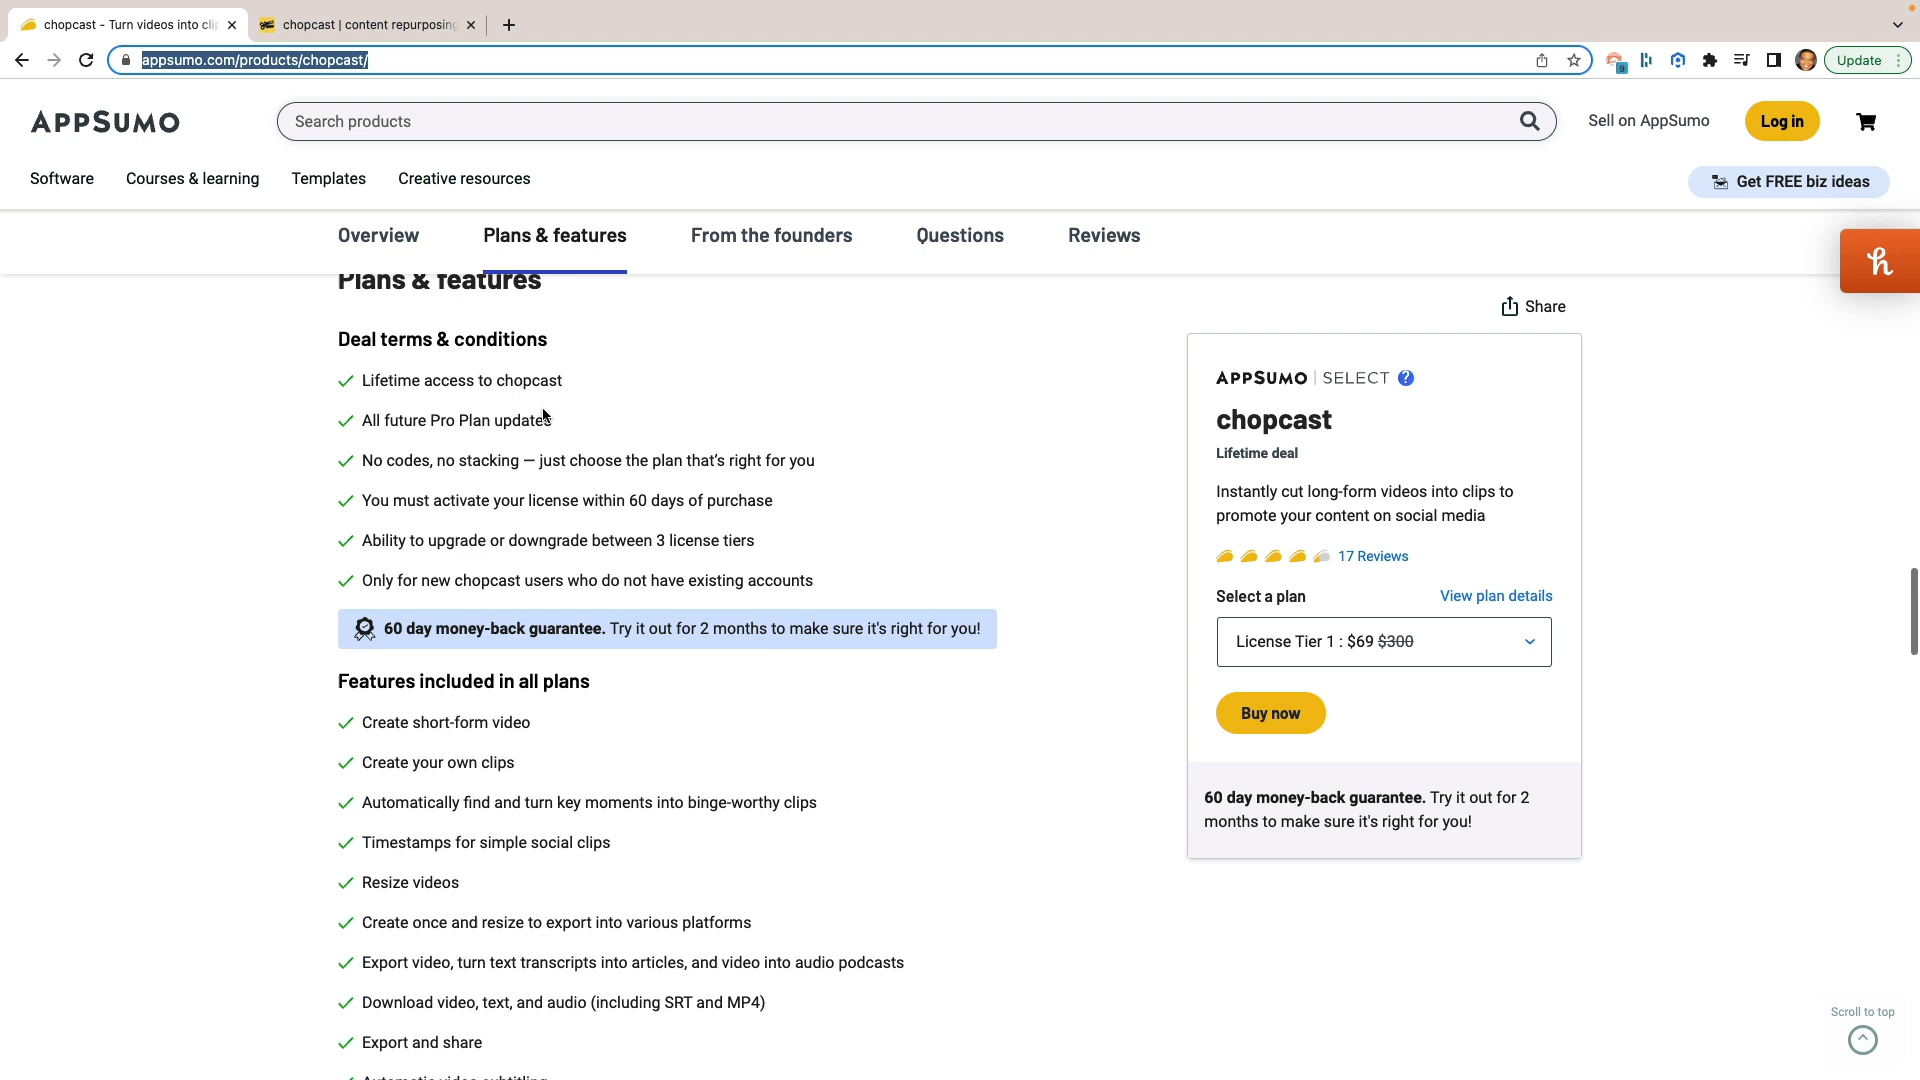 chopcast - Turn videos into cli
chopcast | content repurposing
appsumo.com/products/chopcast/
9
Update
APPSUMO
Search products
Sell on AppSumo
Log in
Software
Courses & learning
Templates
Creative resources
Get FREE biz ideas
Overview
Plans & features
From the founders
Questions
Reviews
Plans & features
Share
Deal terms & conditions
Lifetime access to chopcast
All future Pro Plan updates
No codes, no stacking — just choose the plan that's right for you
You must activate your license within 60 days of purchase
Ability to upgrade or downgrade between 3 license tiers
Only for new chopcast users who do not have existing accounts
60 day money-back guarantee. Try it out for 2 months to make sure it's right for you!
Features included in all plans
Create short-form video
Create your own clips
Automatically find and turn key moments into binge-worthy clips
Timestamps for simple social clips
Resize videos
Create once and resize to export into various platforms
Export video, turn text transcripts into articles, and video into audio podcasts
Download video, text, and audio (including SRT and MP4)
Export and share
Automatic video subtitling
APPSUMO | SELECT ?
chopcast
Lifetime deal
Instantly cut long-form videos into clips to
promote your content on social media
17 Reviews
Select a plan
View plan details
License Tier 1 : $69 $300
Buy now
60 day money-back guarantee. Try it out for 2
months to make sure it's right for you!
Scroll to top